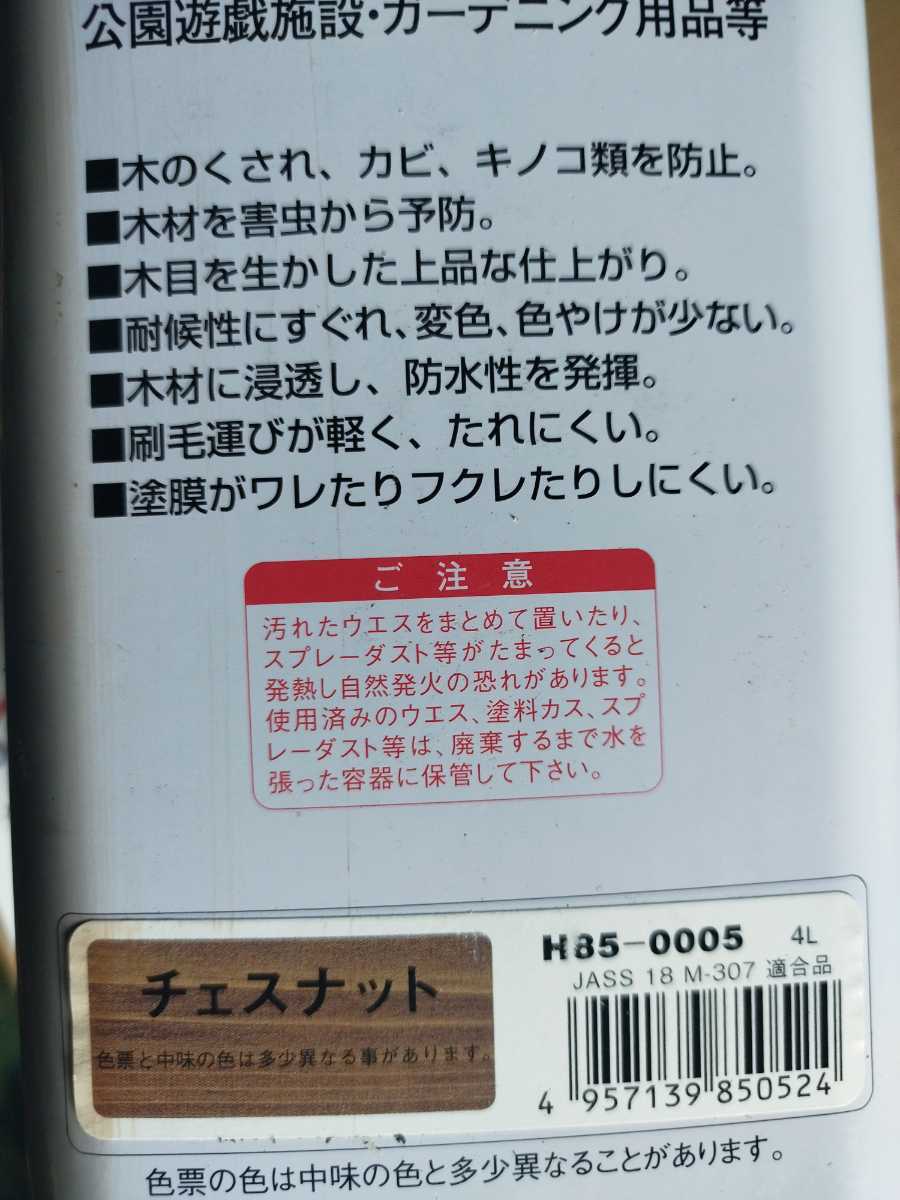 公園遊戯施設・ガーデニング用品等
■木のくされ、カビ、キノコ類を防止。
■木材を害虫から予防。
■木目を生かした上品な仕上がり。
■耐候性にすぐれ、変色、色やけが少ない。
■木材に浸透し、防水性を発揮。
■刷毛運びが軽く、たれにくい。
■塗膜がワレたりフクレたりしにくい。
ご注意
汚れたウエスをまとめて置いたり、
スプレーダスト等がたまってくると
発熱し自然発火の恐れがあります。
使用済みのウエス、塗料カス、スプ
レーダスト等は、廃棄するまで水を
張った容器に保管して下さい。
チェスナット
色票と中味の色は多少異なる事があります。
H85-0005 4L
JASS 18 M-307 適合品
4 957139 850524
色票の色は中味の色と多少異なることがあります。